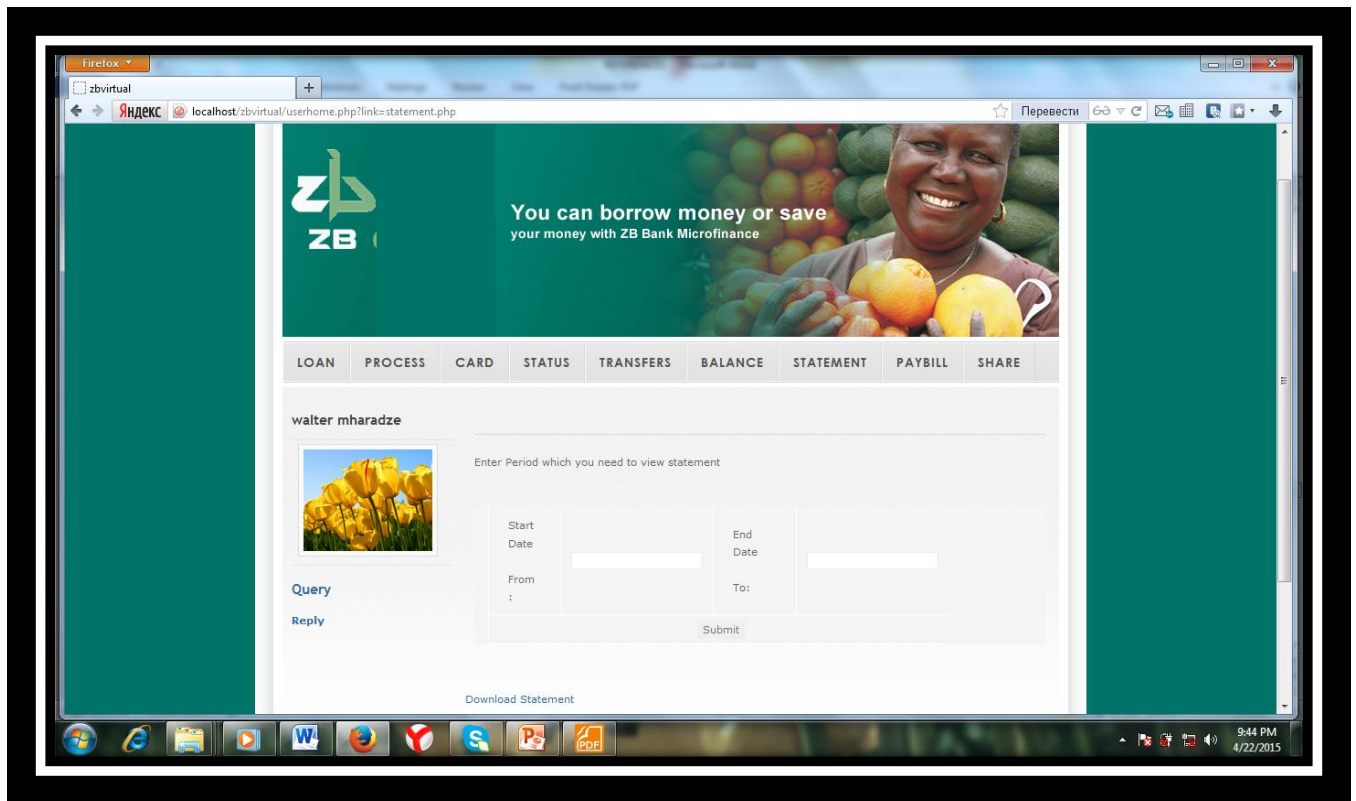 Firefox
zbvirtual
Яндекс localhost/zbvirtual/userhome.php?link=statement.php Перевести
zb
ZB
You can borrow money or save
your money with ZB Bank Microfinance
LOAN PROCESS CARD STATUS TRANSFERS BALANCE STATEMENT PAYBILL SHARE
walter mharadze
Enter Period which you need to view statement
Start
Date
From
:
End
Date
To:
Submit
Query
Reply
Download Statement
PDF
9:44 PM
4/22/2015